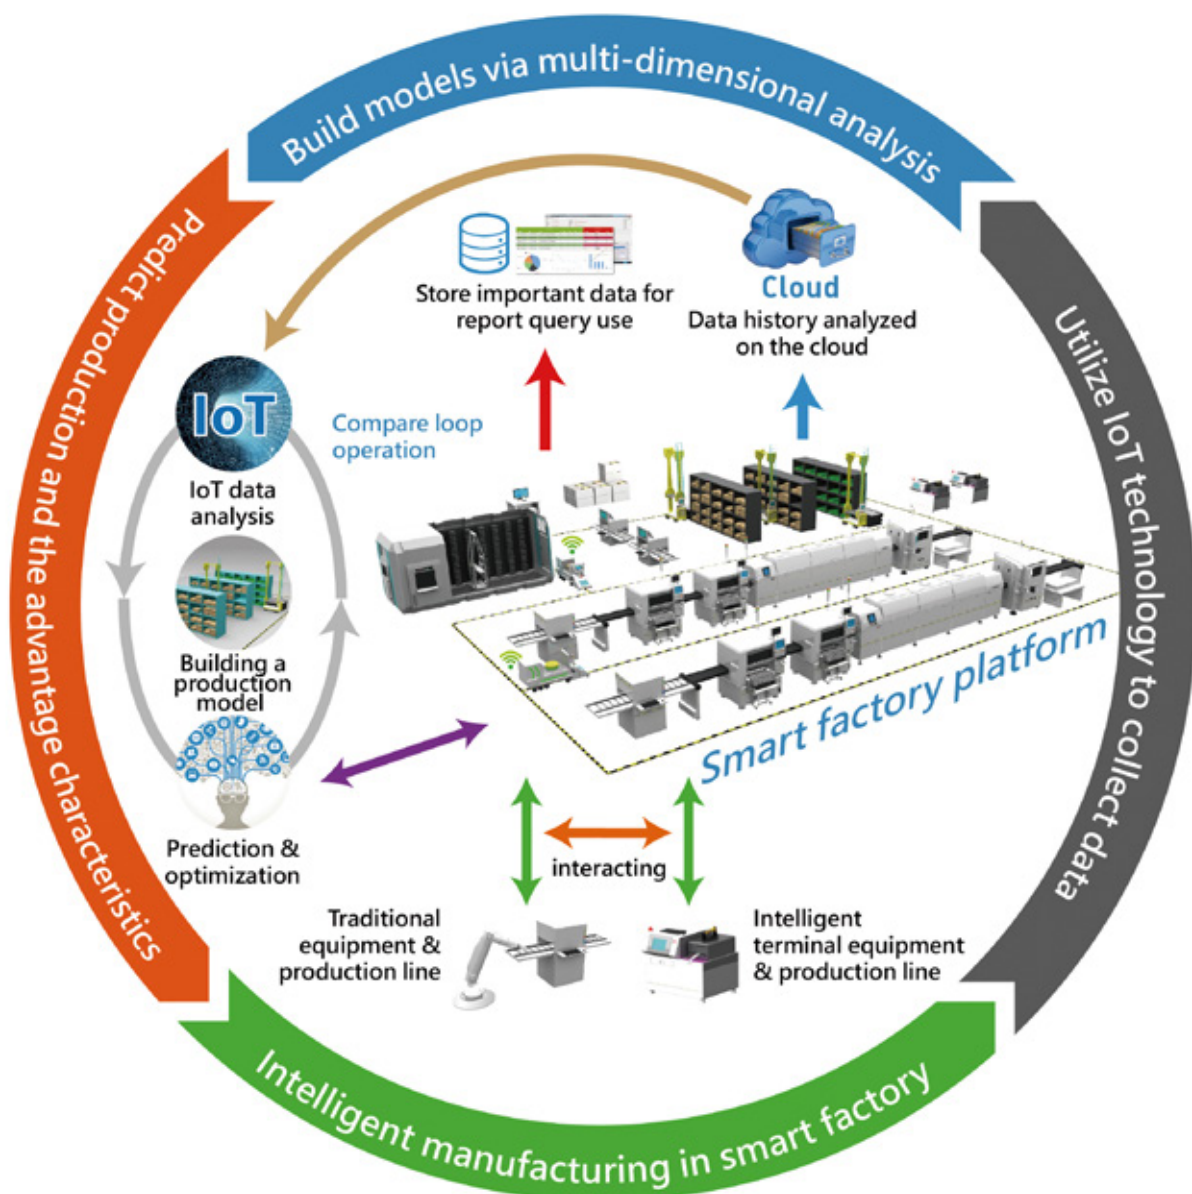 Build models via multi-dimensional analysis
Predict production and the advantage characteristics
Utilize IoT technology to collect data
Intelligent manufacturing in smart factory
Store important data for
report query use
Cloud
Data history analyzed
on the cloud
IoT
IoT data
analysis
Compare loop
operation
Building a
production
model
Prediction &
optimization
Smart factory platform
interacting
Traditional
equipment &
production line
Intelligent
terminal equipment
& production line